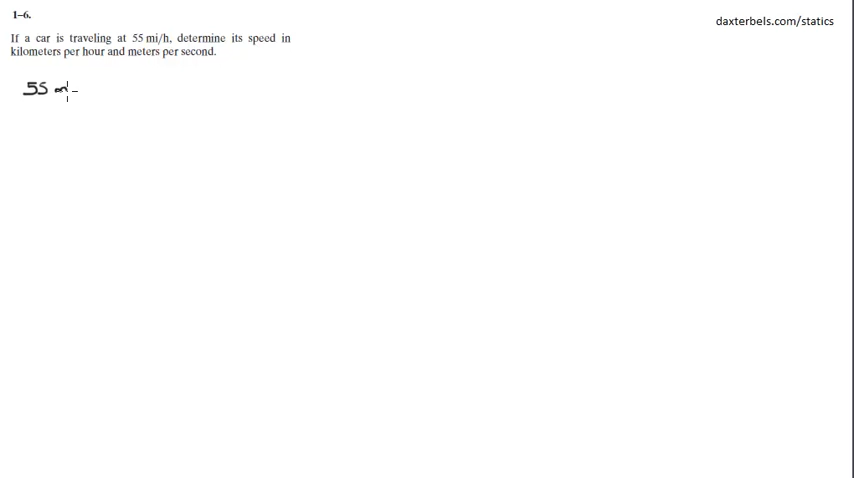 1–6.
daxterbels.com/statics
If a car is traveling at 55 mi/h, determine its speed in
kilometers per hour and meters per second.
55 m